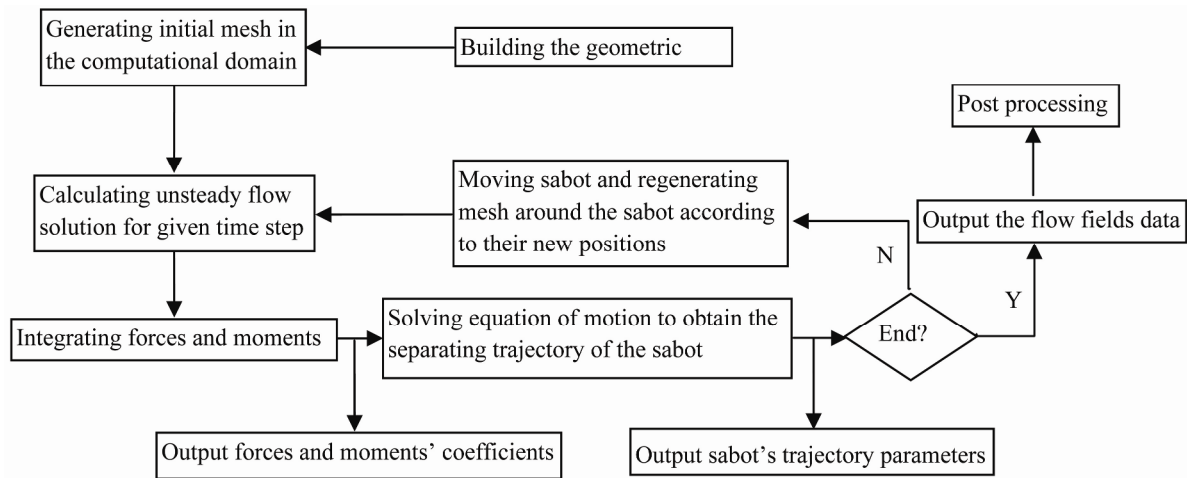 Generating initial mesh in
the computational domain
Building the geometric
Post processing
Calculating unsteady flow
solution for given time step
Moving sabot and regenerating
mesh around the sabot according
to their new positions
Output the flow fields data
N
Y
Integrating forces and moments
Solving equation of motion to obtain the
separating trajectory of the sabot
End?
Output forces and moments’ coefficients
Output sabot’s trajectory parameters